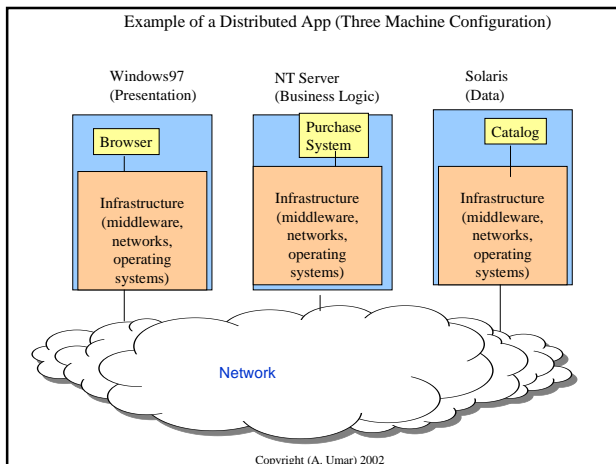 Example of a Distributed App (Three Machine Configuration)
Windows97
(Presentation)
NT Server
(Business Logic)
Solaris
(Data)
Browser
Purchase
System
Catalog
Infrastructure
(middleware,
networks,
operating
systems)
Infrastructure
(middleware,
networks,
operating
systems)
Infrastructure
(middleware,
networks,
operating
systems)
Network
Copyright (A. Umar) 2002